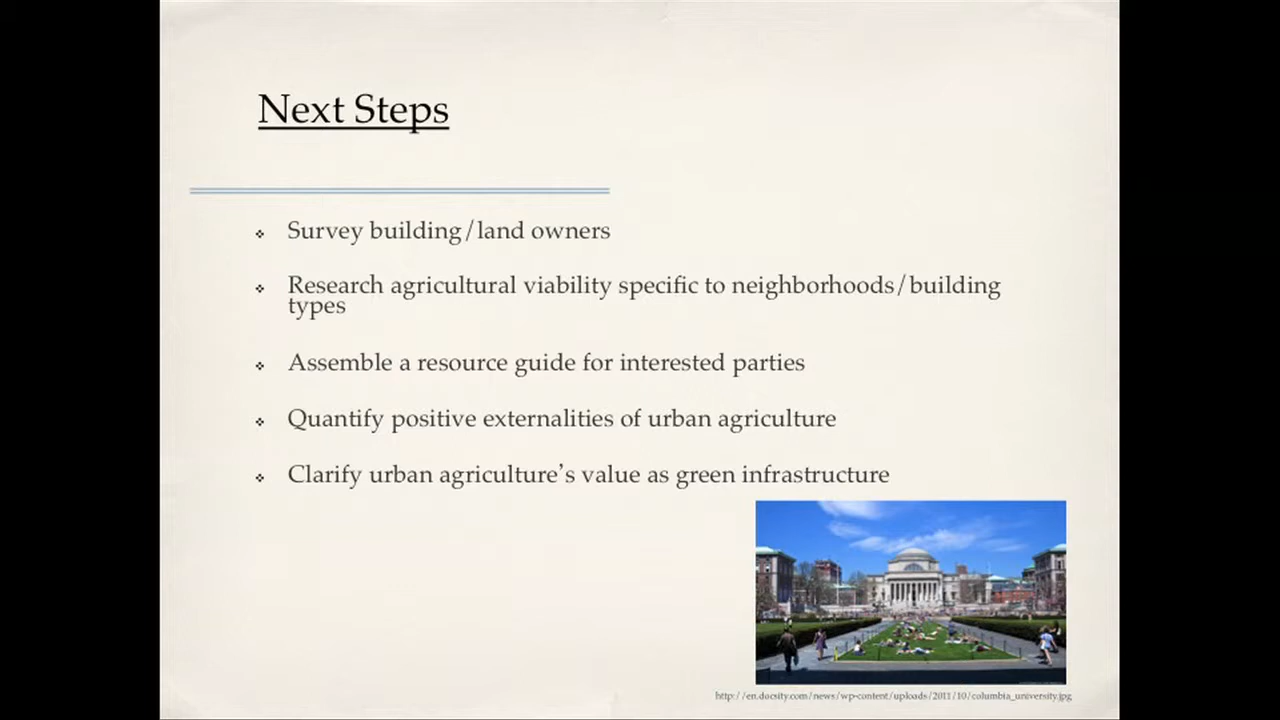 Next Steps
Survey building/land owners
Research agricultural viability specific to neighborhoods/building
types
Assemble a resource guide for interested parties
Quantify positive externalities of urban agriculture
Clarify urban agriculture's value as green infrastructure
http://en.docsity.com/news/wp-content/uploads/2011/10/columbia_university.jpg